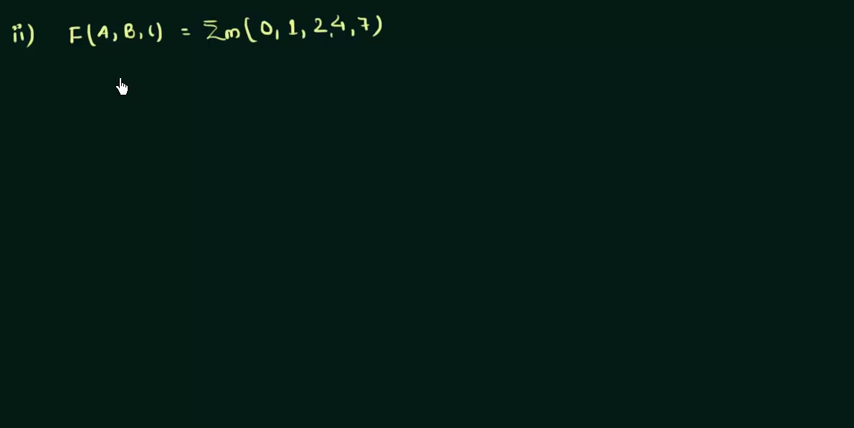 ii) F(A, B, C) = Σm(0, 1, 2, 4, 7)